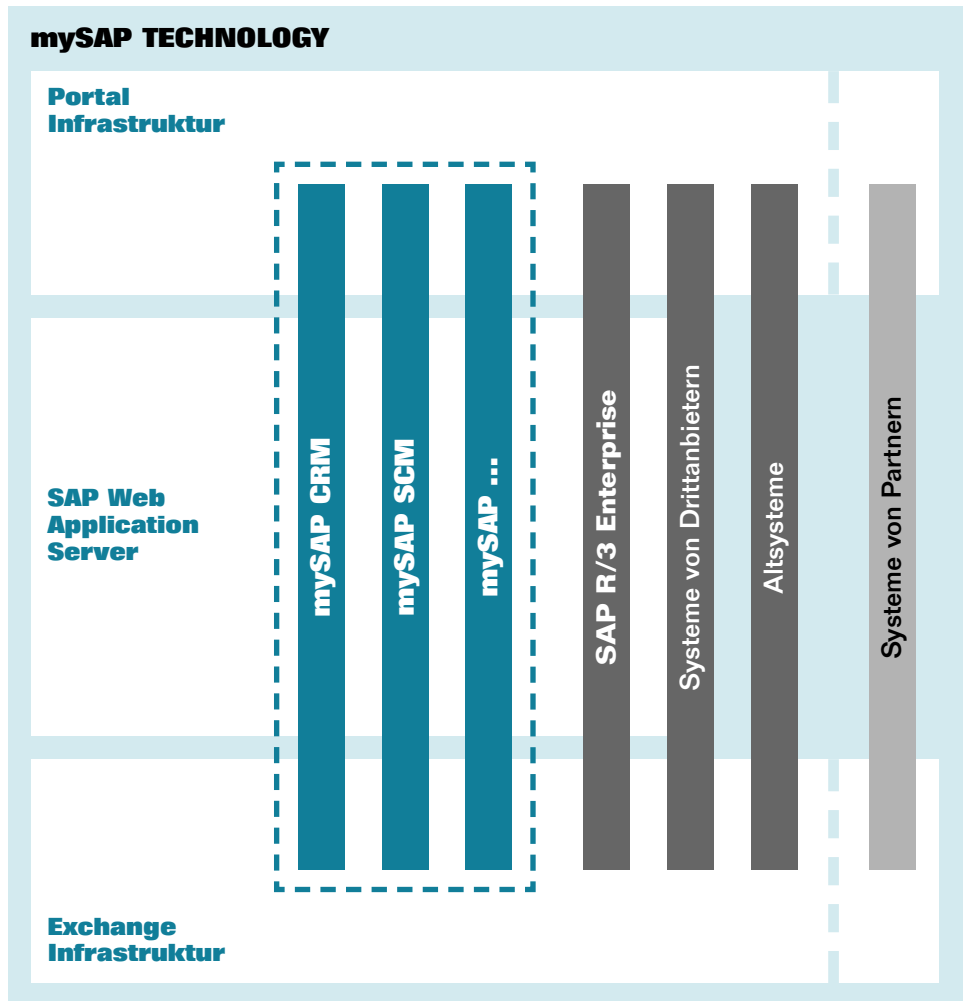 mySAP TECHNOLOGY
Portal
Infrastruktur
mySAP CRM
mySAP SCM
mySAP ...
SAP R/3 Enterprise
Systeme von Drittanbietern
Altsysteme
Systeme von Partnern
SAP Web
Application
Server
Exchange
Infrastruktur